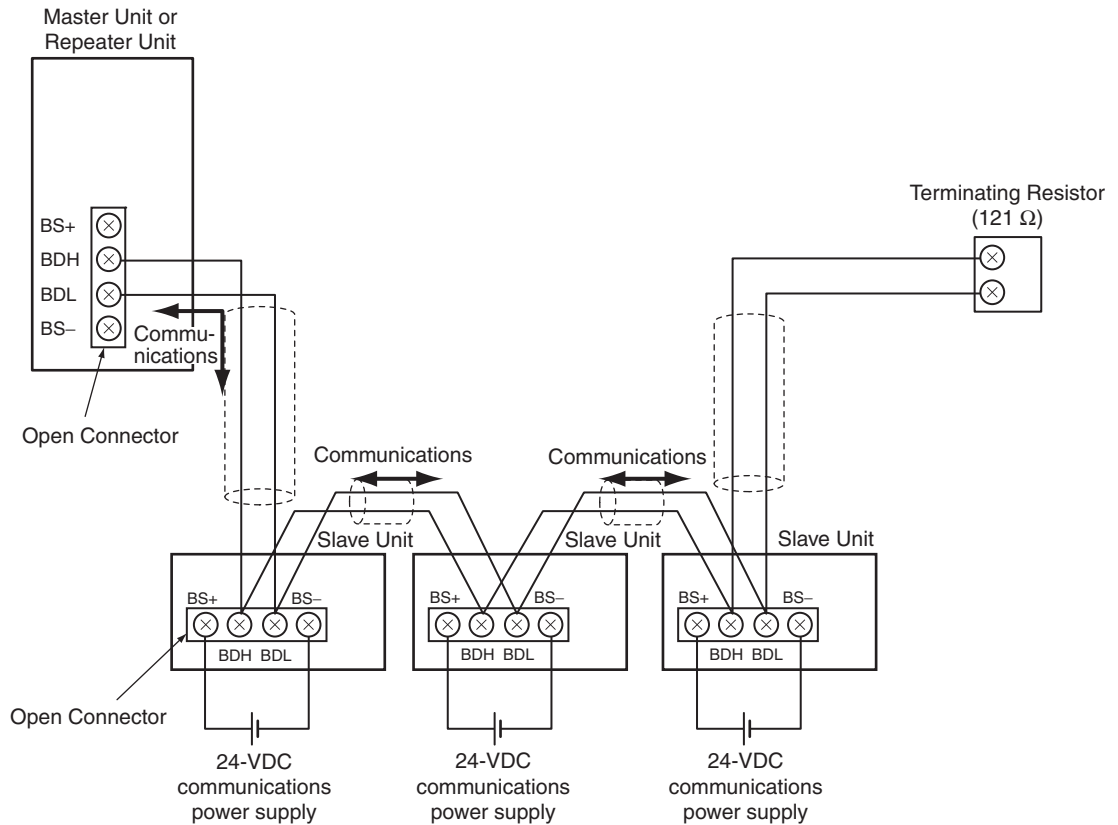 Master Unit or
Repeater Unit
BS+
BDH
BDL
BS–
Commu-
nications
Open Connector
Terminating Resistor
(121 Ω)
Communications
Communications
Slave Unit
Slave Unit
Slave Unit
BS+
BS–
BS+
BS–
BS+
BS–
BDH BDL
BDH BDL
BDH BDL
Open Connector
24-VDC
communications
power supply
24-VDC
communications
power supply
24-VDC
communications
power supply